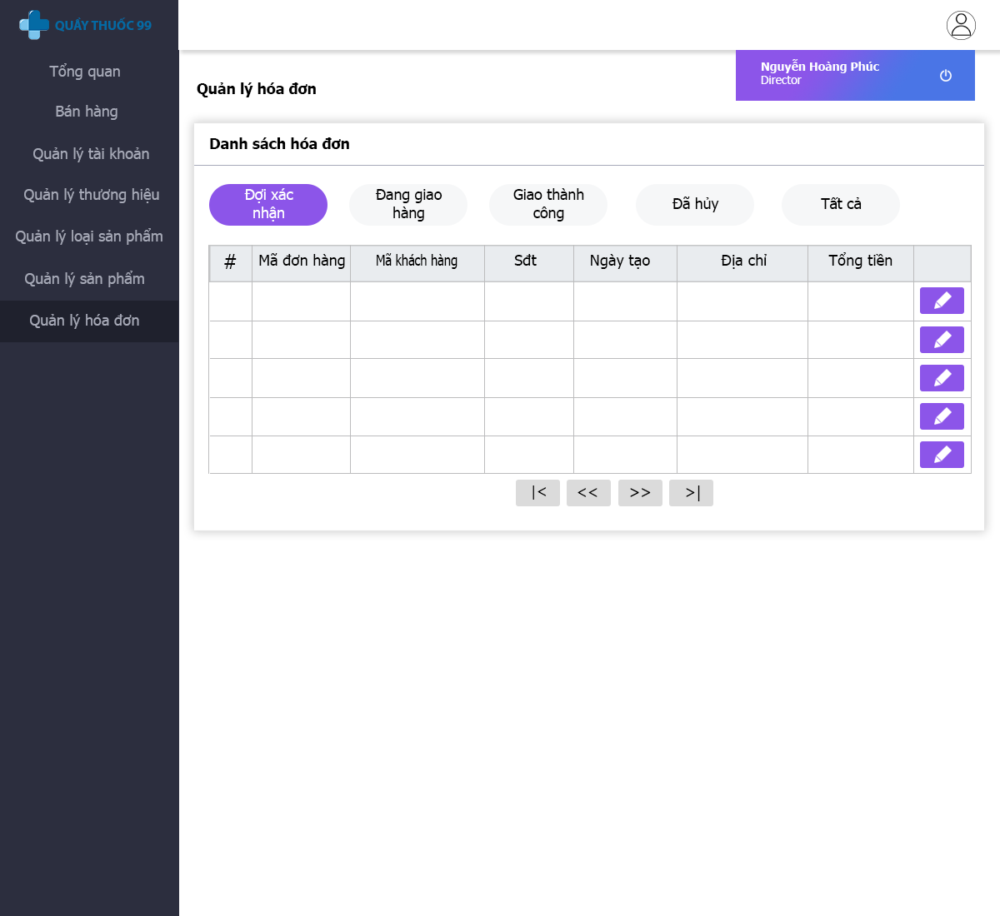 QUẦY THUỐC 99
Tổng quan
Bán hàng
Quản lý tài khoản
Quản lý thương hiệu
Quản lý loại sản phẩm
Quản lý sản phẩm
Quản lý hóa đơn
Nguyễn Hoàng Phúc
Director
Quản lý hóa đơn
Danh sách hóa đơn
Đợi xác
nhận
Đang giao
hàng
Giao thành
công
Đã hủy
Tất cả
# Mã đơn hàng Mã khách hàng Sđt Ngày tạo Địa chỉ Tổng tiền
|< << >> >|